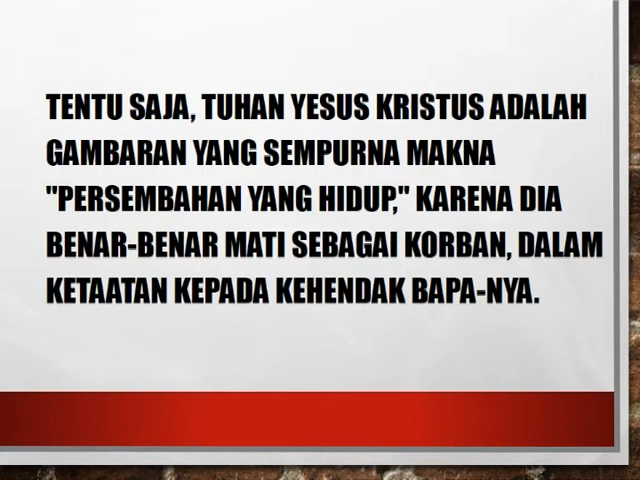 TENTU SAJA, TUHAN YESUS KRISTUS ADALAH
GAMBARAN YANG SEMPURNA MAKNA
"PERSEMBAHAN YANG HIDUP," KARENA DIA
BENAR-BENAR MATI SEBAGAI KORBAN, DALAM
KETAATAN KEPADA KEHENDAK BAPA-NYA.